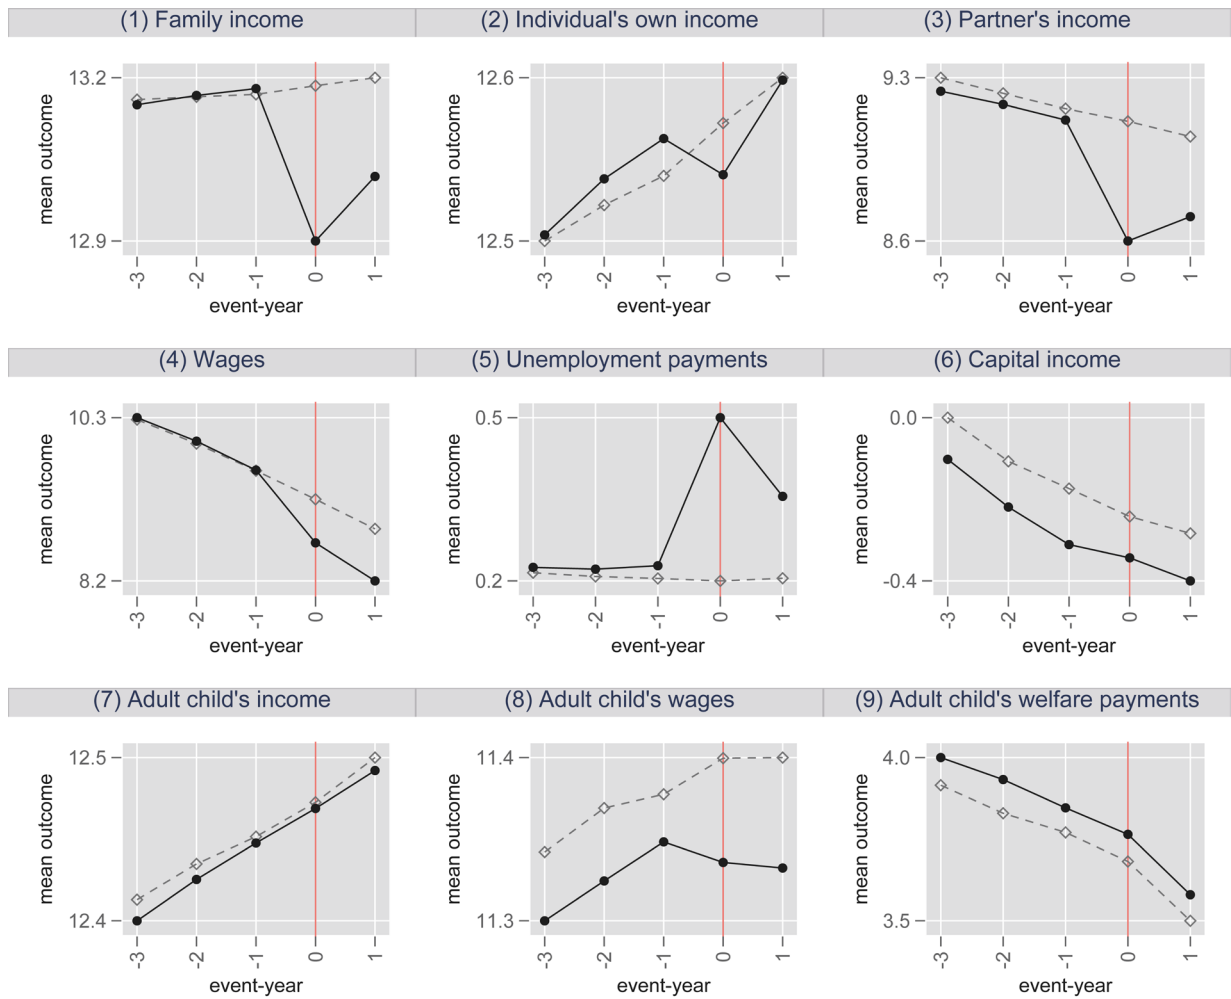 (1) Family income
(2) Individual's own income
(3) Partner's income
mean outcome
13.2
12.9
-3 -2 -1 0 1
event-year
mean outcome
12.6
12.5
-3 -2 -1 0 1
event-year
mean outcome
9.3
8.6
-3 -2 -1 0 1
event-year
(4) Wages
(5) Unemployment payments
(6) Capital income
mean outcome
10.3
8.2
-3 -2 -1 0 1
event-year
mean outcome
0.5
0.2
-3 -2 -1 0 1
event-year
mean outcome
0.0
-0.4
-3 -2 -1 0 1
event-year
(7) Adult child's income
(8) Adult child's wages
(9) Adult child's welfare payments
mean outcome
12.5
12.4
-3 -2 -1 0 1
event-year
mean outcome
11.4
11.3
-3 -2 -1 0 1
event-year
mean outcome
4.0
3.5
-3 -2 -1 0 1
event-year